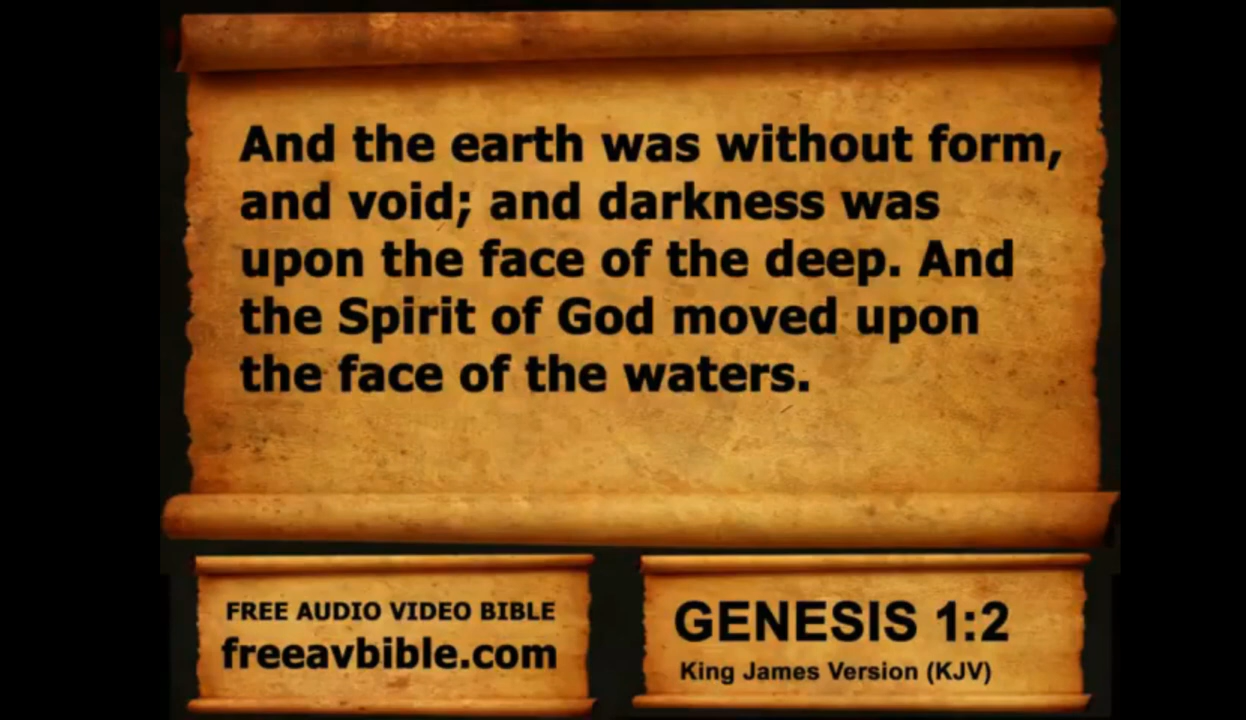 And the earth was without form,
and void; and darkness was
upon the face of the deep. And
the Spirit of God moved upon
the face of the waters.
FREE AUDIO VIDEO BIBLE
freeavbible.com
GENESIS 1:2
King James Version (KJV)